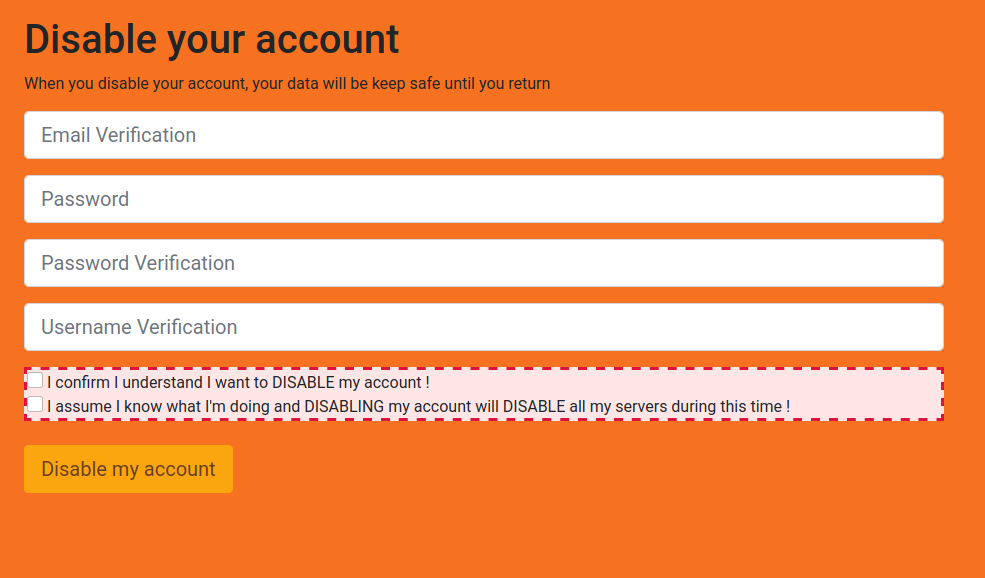 Disable your account
When you disable your account, your data will be keep safe until you return
Email Verification
Password
Password Verification
Username Verification
I confirm I understand I want to DISABLE my account !
I assume I know what I'm doing and DISABLING my account will DISABLE all my servers during this time !
Disable my account